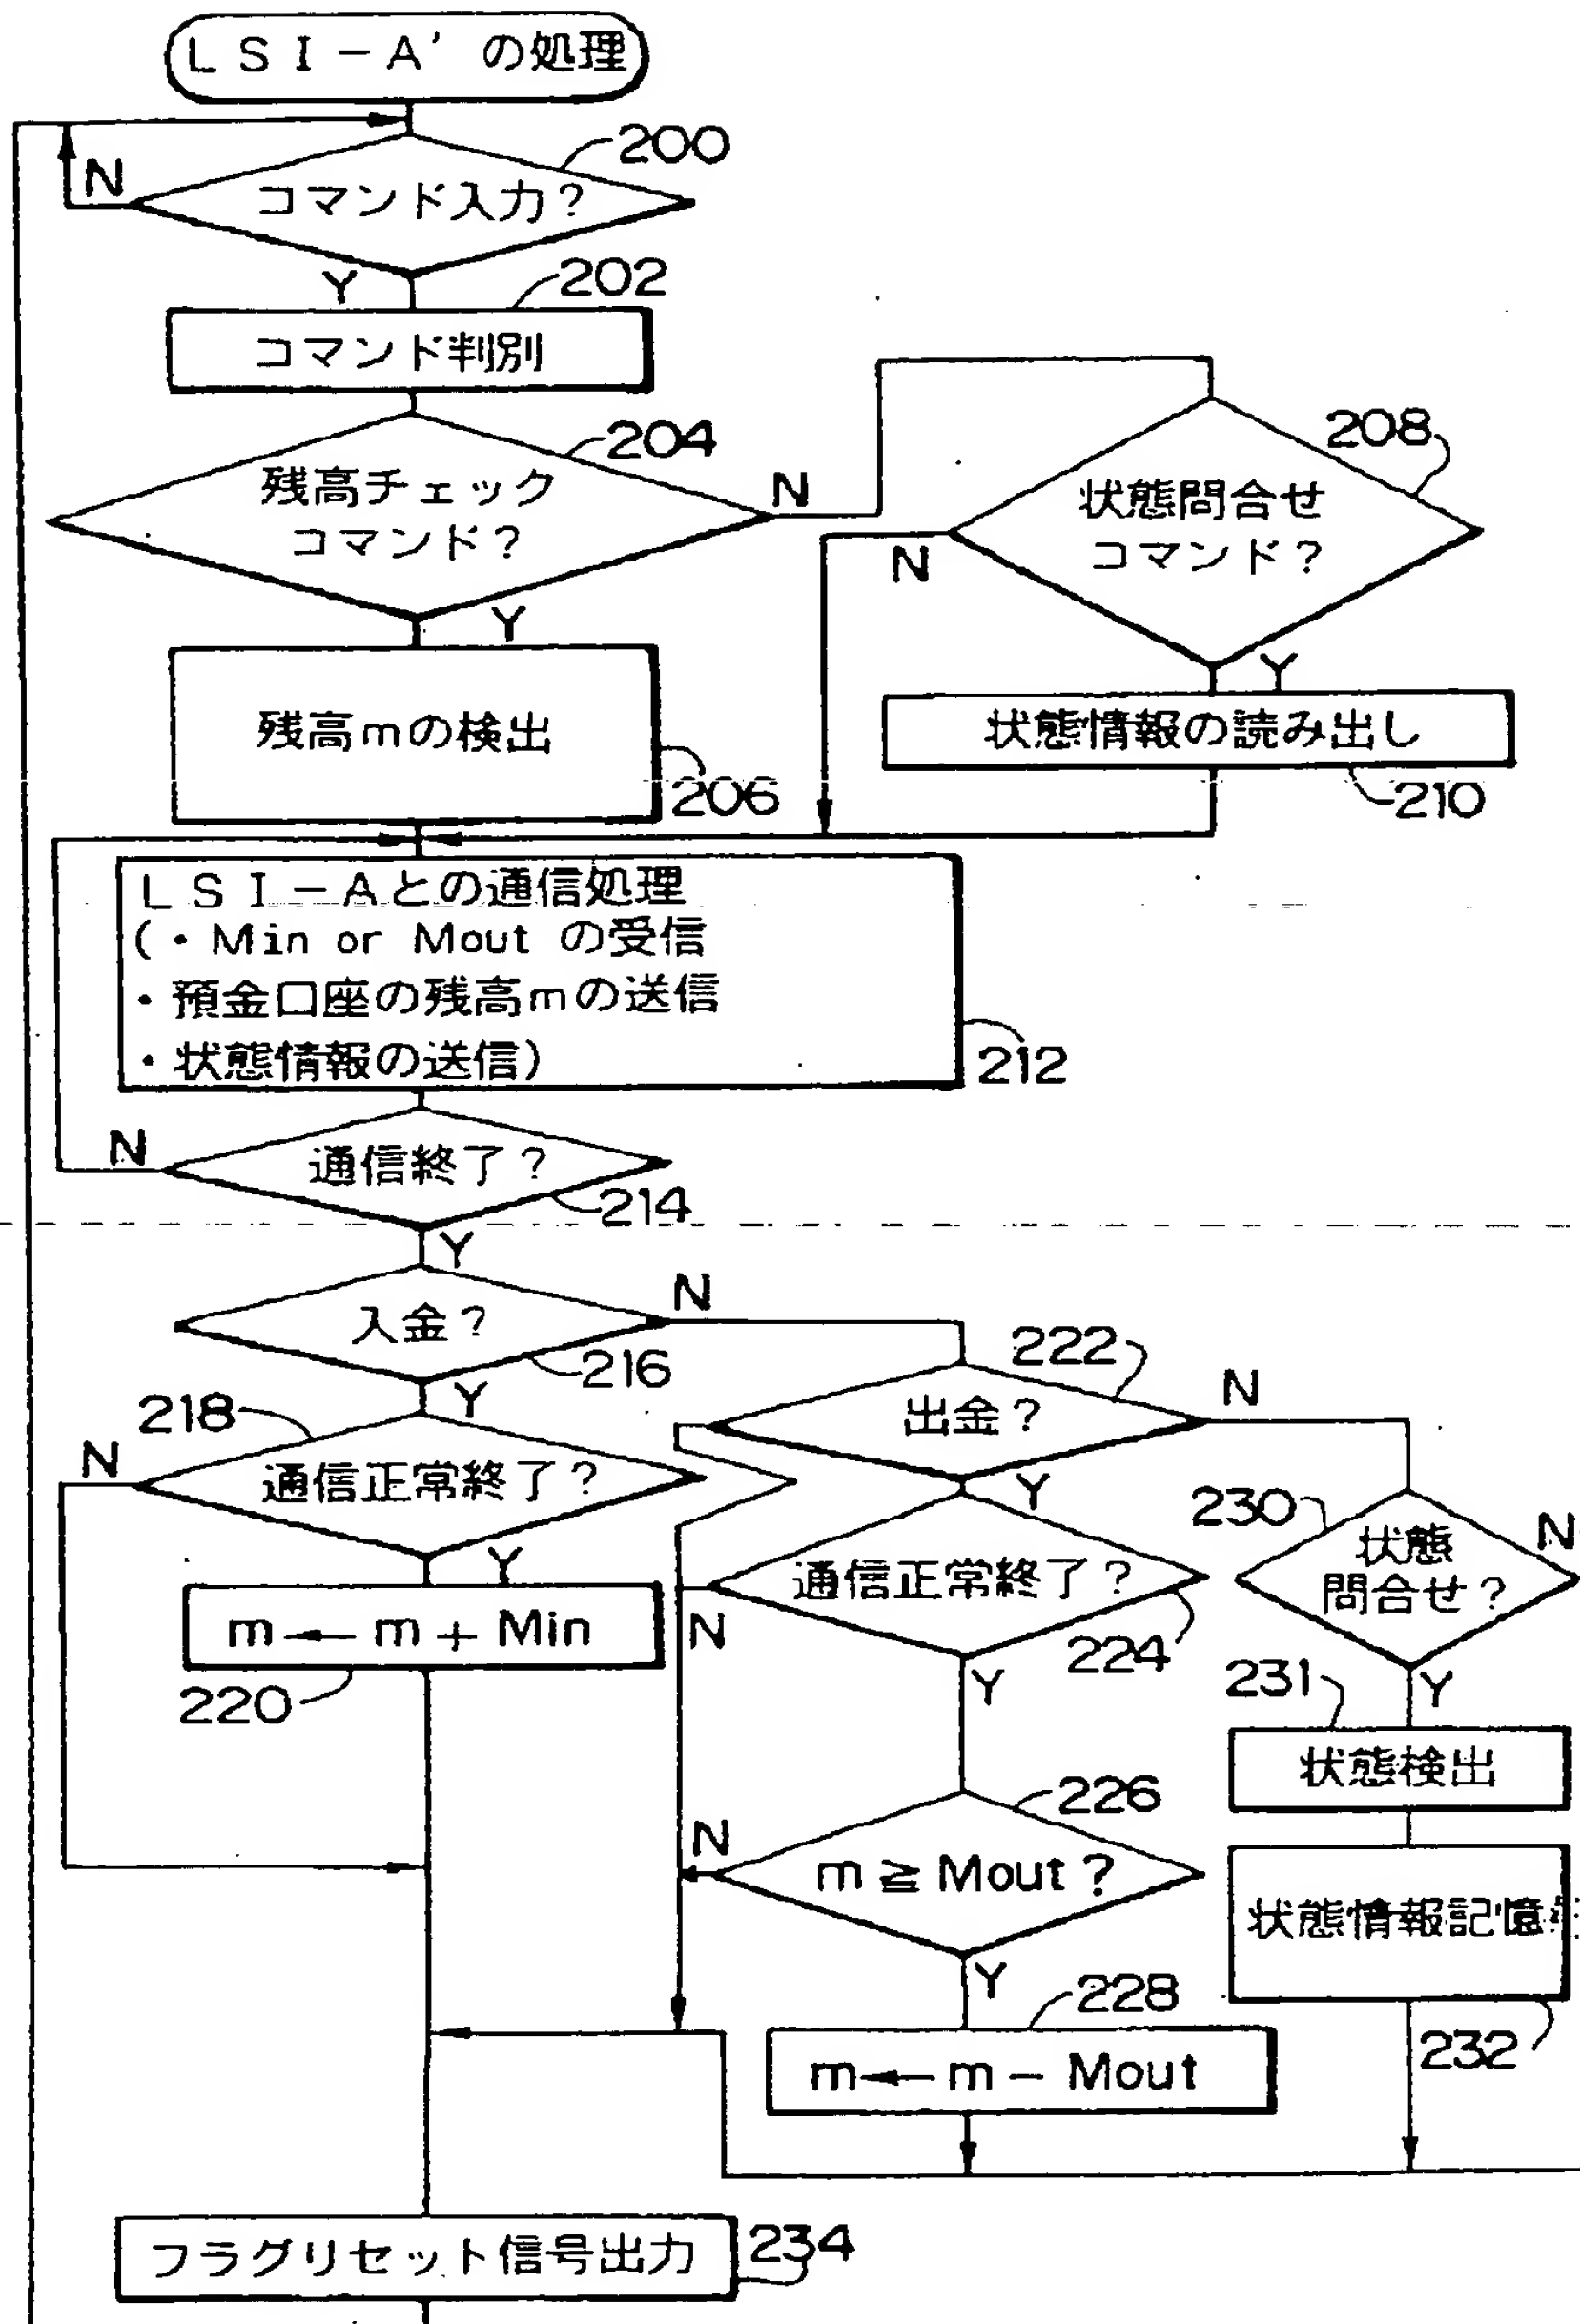 LSI-A'の処理
200
N
コマンド入力?
Y
202
コマンド判別
204
残高チェック
コマンド?
N
Y
208
状態問合せ
コマンド?
N
Y
残高mの検出
206
状態情報の読み出し
210
LSI-Aとの通信処理
(・Min or Mout の受信
・預金口座の残高mの送信
・状態情報の送信)
212
N
通信終了?
214
Y
入金?
N
216
Y
222
出金?
N
Y
218
N
通信正常終了?
Y
通信正常終了?
N
224
Y
230
状態
問合せ?
N
Y
m ← m + Min
220
231
状態検出
226
m ≧ Mout ?
N
Y
状態情報記憶
232
228
m ← m - Mout
フラグリセット信号出力
234